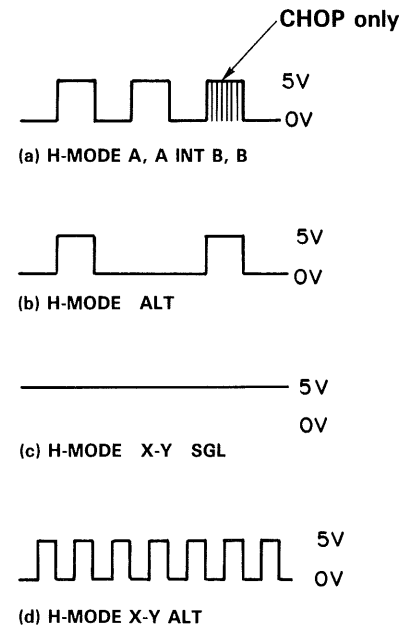 CHOP only
5V
0V
(a) H-MODE A, A INT B, B
5V
0V
(b) H-MODE ALT
5V
0V
(c) H-MODE X-Y SGL
5V
0V
(d) H-MODE X-Y ALT